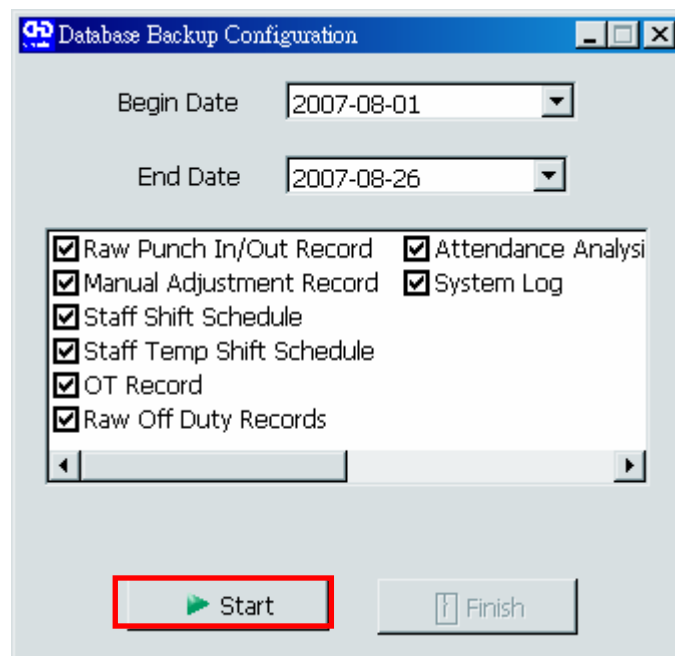 Database Backup Configuration
Begin Date 2007-08-01
End Date 2007-08-26
Raw Punch In/Out Record Attendance Analysi
Manual Adjustment Record System Log
Staff Shift Schedule
Staff Temp Shift Schedule
OT Record
Raw Off Duty Records
Start Finish